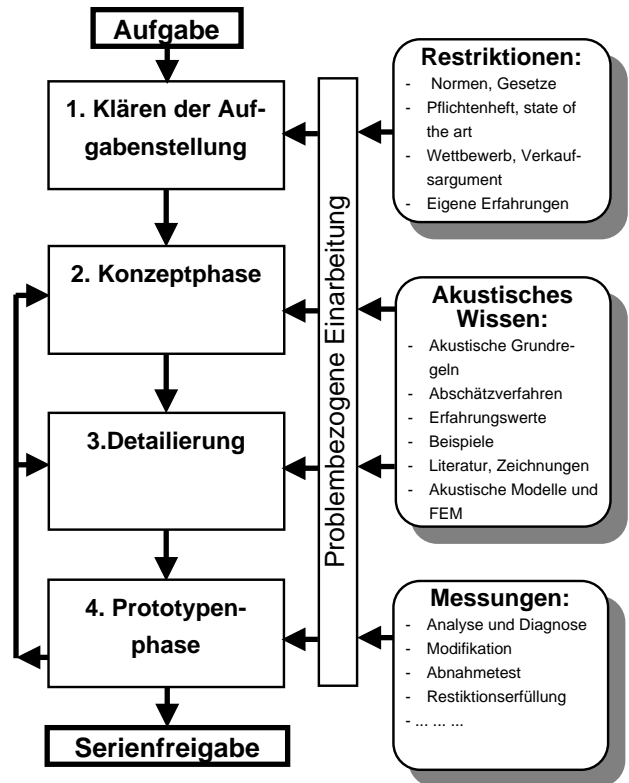 Aufgabe
1. Klären der Auf-
gabenstellung
2. Konzeptphase
3.Detailierung
4. Prototypen-
phase
Serienfreigabe
Problembezogene Einarbeitung
Restriktionen:
- Normen, Gesetze
- Pflichtenheft, state of
the art
- Wettbewerb, Verkauf-
sargument
- Eigene Erfahrungen
Akustisches
Wissen:
- Akustische Grundre-
geln
- Abschätzverfahren
- Erfahrungswerte
- Beispiele
- Literatur, Zeichnungen
- Akustische Modelle und
FEM
Messungen:
- Analyse und Diagnose
- Modifikation
- Abnahmetest
- Restiktionserfüllung
- ... ... ...